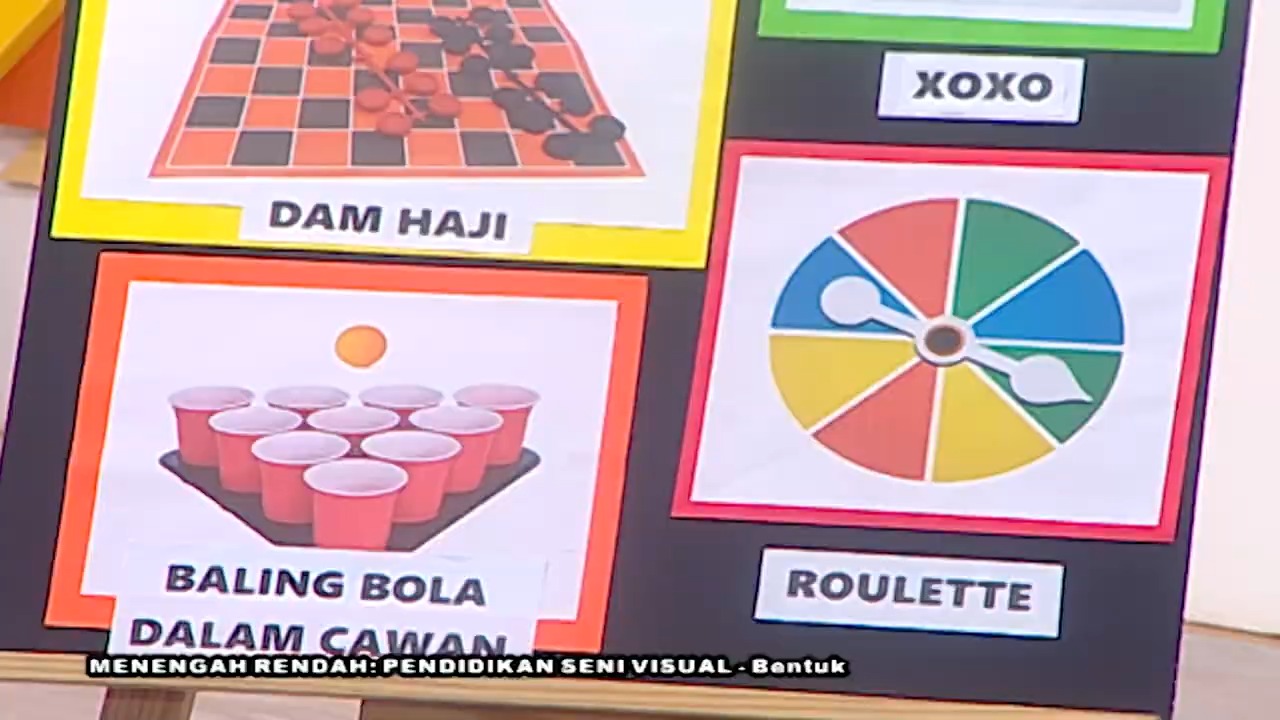 XOXO
DAM HAJI
BALING BOLA
DALAM CAWAN
ROULETTE
MENENGAH RENDAH: PENDIDIKAN SENI VISUAL - Bentuk